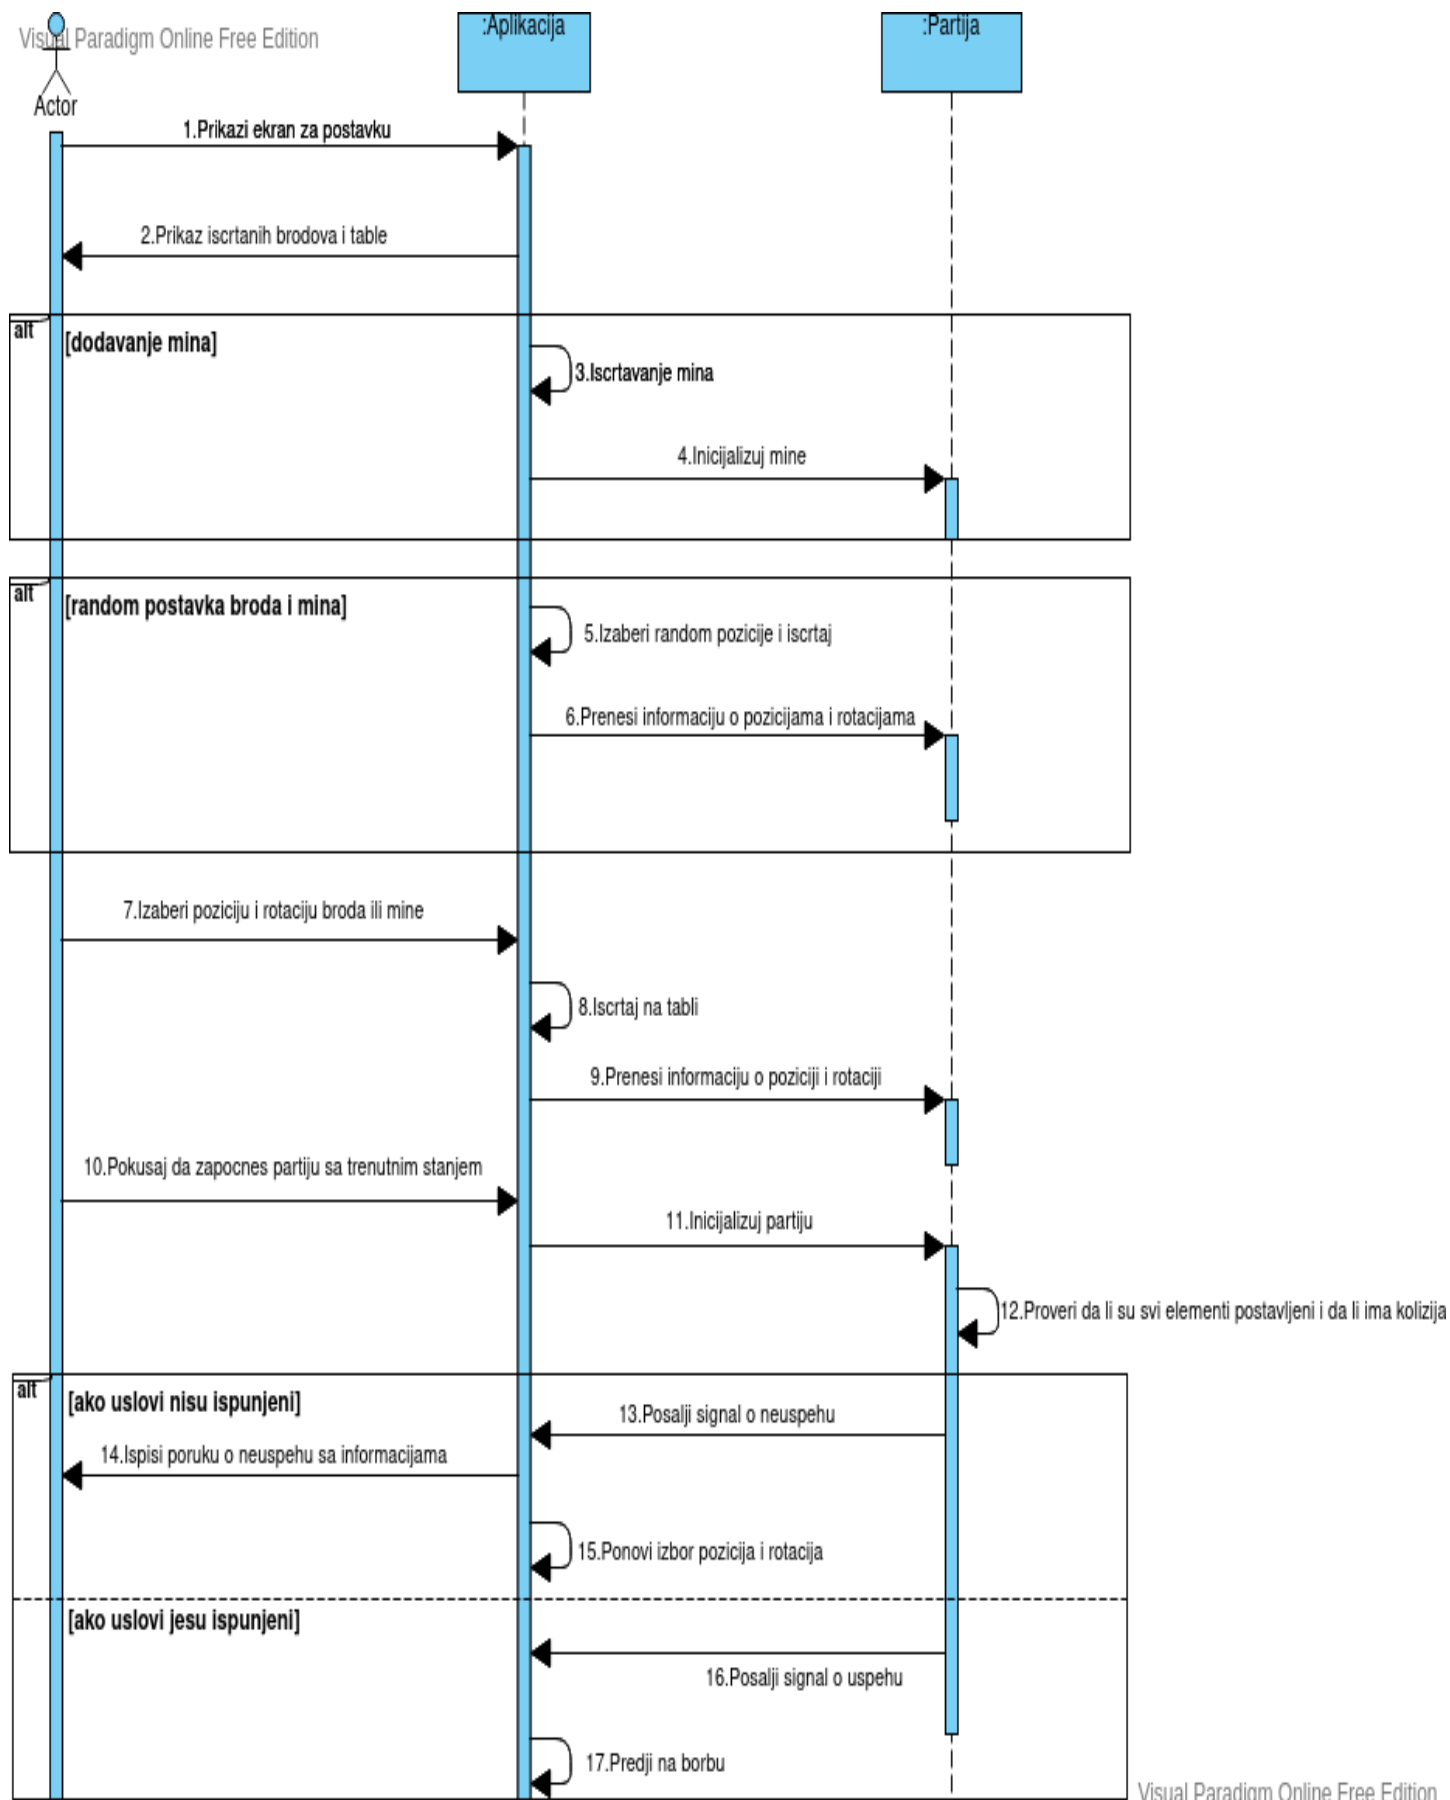 Visual Paradigm Online Free Edition
Actor
:Aplikacija
:Partija
1.Prikazi ekran za postavku
2.Prikaz iscrtanih brodova i table
alt
[dodavanje mina]
3.Iscrtavanje mina
4.Inicijalizuj mine
alt
[random postavka broda i mina]
5.Izaberi random pozicije i iscrtaj
6.Prenesi informaciju o pozicijama i rotacijama
7.Izaberi poziciju i rotaciju broda ili mine
8.Iscrtaj na tabli
9.Prenesi informaciju o poziciji i rotaciji
10.Pokusaj da zapocnes partiju sa trenutnim stanjem
11.Inicijalizuj partiju
12.Proveri da li su svi elementi postavljeni i da li ima kolizija
alt
[ako uslovi nisu ispunjeni]
13.Posalji signal o neuspehu
14.Ispisi poruku o neuspehu sa informacijama
15.Ponovi izbor pozicija i rotacija
[ako uslovi jesu ispunjeni]
16.Posalji signal o uspehu
17.Predji na borbu
Visual Paradigm Online Free Edition